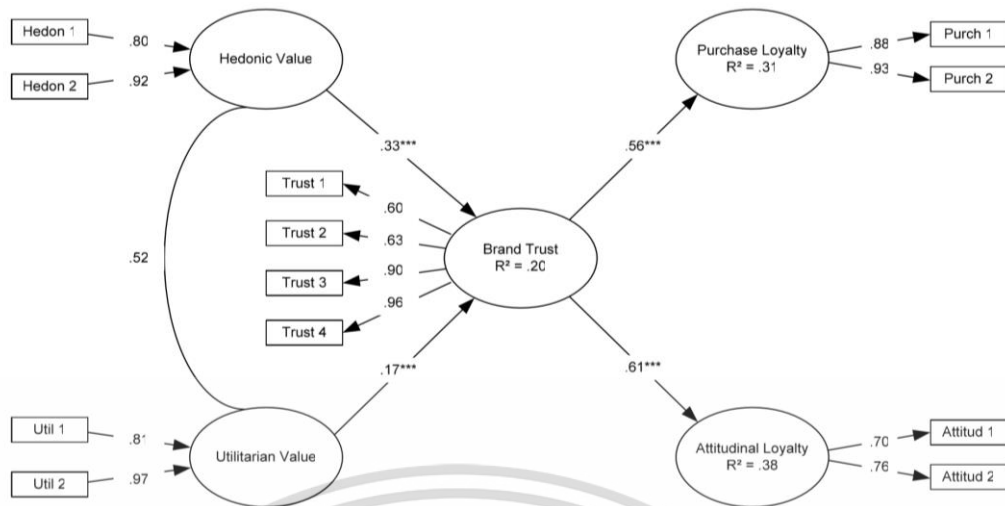 Hedon 1
.80
Hedon 2
.92
Hedonic Value
Purchase Loyalty
R² = .31
.88
Purch 1
.93
Purch 2
.33***
.56***
Trust 1
.60
Trust 2
.63
Trust 3
.90
Trust 4
.96
Brand Trust
R² = .20
.52
.17***
.61***
Util 1
.81
Util 2
.97
Utilitarian Value
Attitudinal Loyalty
R² = .38
.70
Attitud 1
.76
Attitud 2